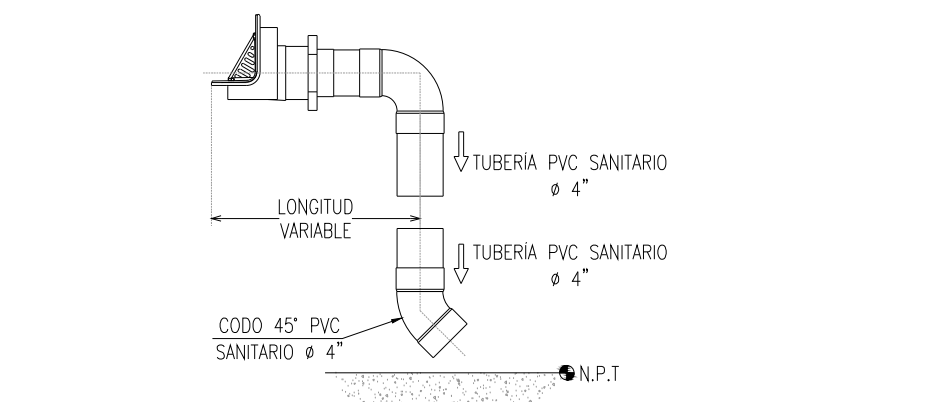 TUBERÍA PVC SANITARIO
ø 4"
LONGITUD
VARIABLE
TUBERÍA PVC SANITARIO
ø 4"
CODO 45° PVC
SANITARIO ø 4"
N.P.T